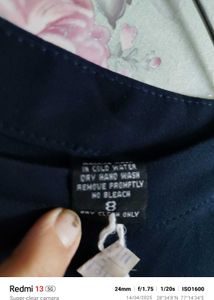 IN COLD WATER
DRY HAND WASH
REMOVE PROMPTLY
NO BLEACH
8
DRY CLEAN ONLY
Redmi 13 5G
Super-clear camera
24mm | f/1.75 | 1/20s | ISO1600
14/04/2025